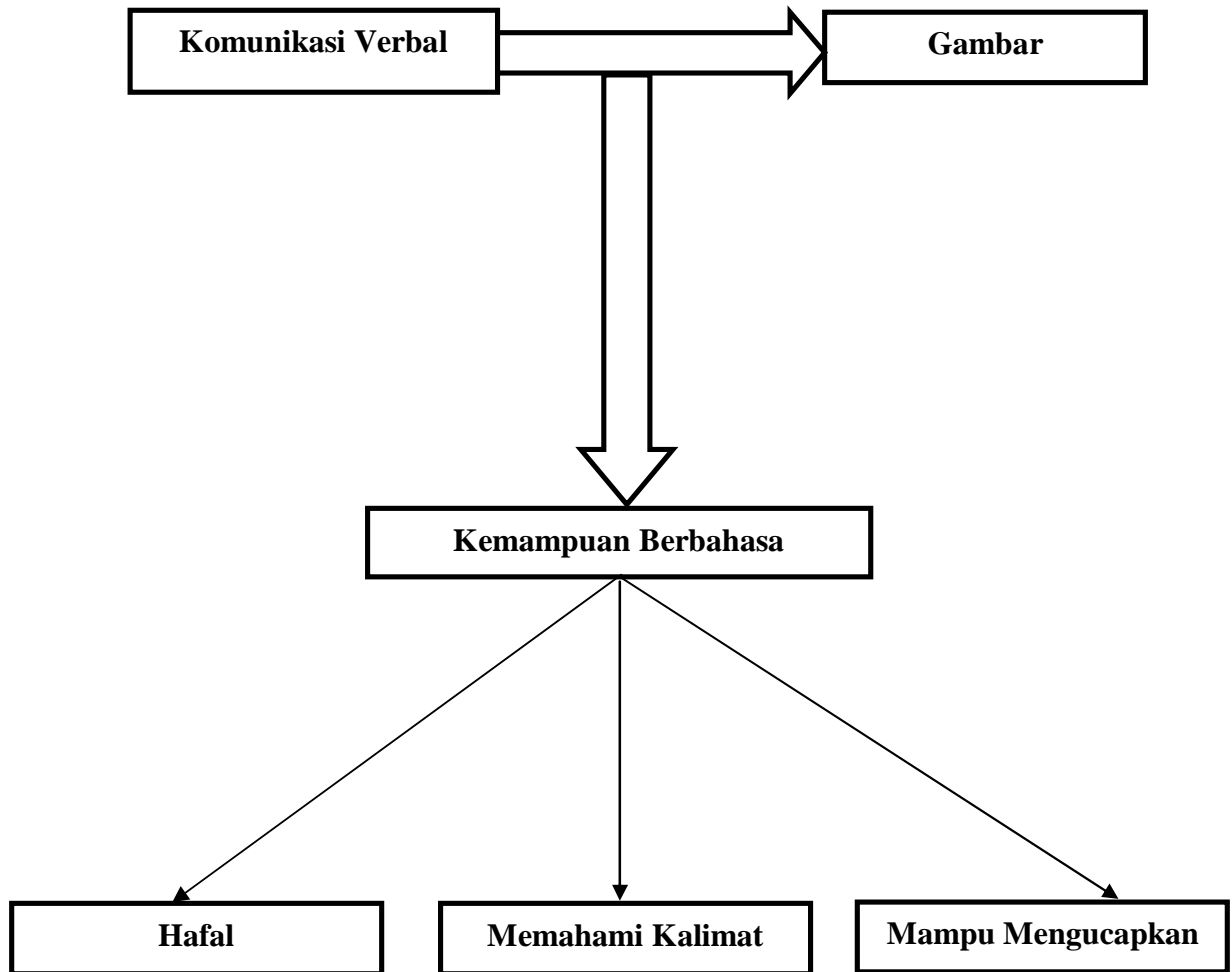 Komunikasi Verbal
Gambar
Kemampuan Berbahasa
Hafal
Memahami Kalimat
Mampu Mengucapkan